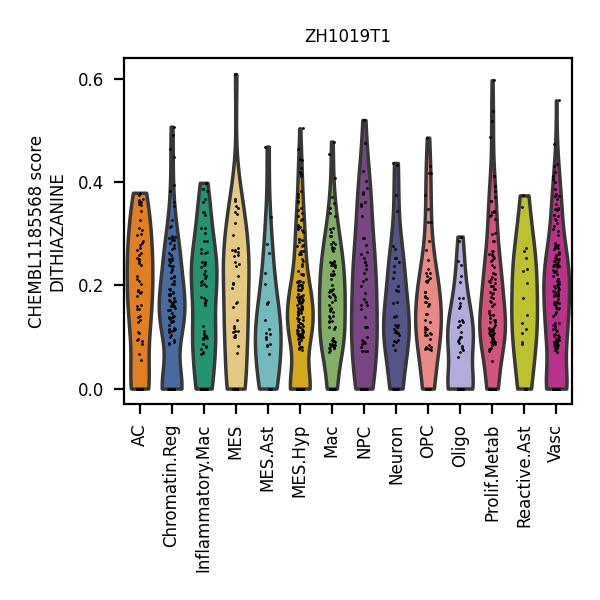 ZH1019T1
CHEMBL1185568 score
DITHIAZANINE
0.6
0.4
0.2
0.0
AC
Chromatin.Reg
Inflammatory.Mac
MES
MES.Ast
MES.Hyp
Mac
NPC
Neuron
OPC
Oligo
Prolif.Metab
Reactive.Ast
Vasc